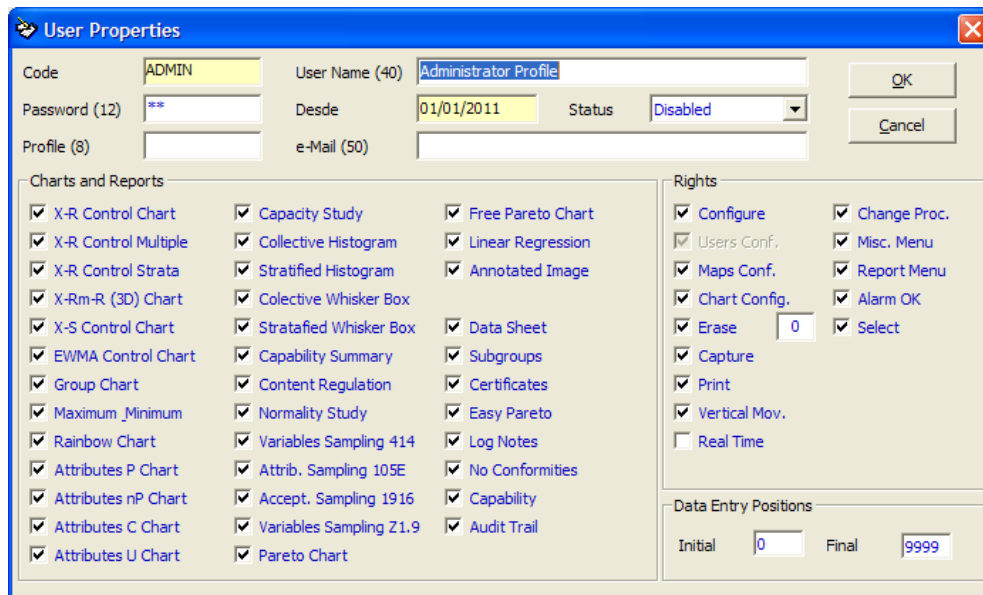 User Properties
Code ADMIN User Name (40) Administrator Profile OK
Password (12) ** Desde 01/01/2011 Status Disabled Cancel
Profile (8) e-Mail (50)
Charts and Reports
X-R Control Chart Capacity Study Free Pareto Chart
X-R Control Multiple Collective Histogram Linear Regression
X-R Control Strata Stratified Histogram Annotated Image
X-Rm-R (3D) Chart Colective Whisker Box
X-S Control Chart Stratafied Whisker Box Data Sheet
EWMA Control Chart Capability Summary Subgroups
Group Chart Content Regulation Certificates
Maximum _Minimum Normality Study Easy Pareto
Rainbow Chart Variables Sampling 414 Log Notes
Attributes P Chart Attrib. Sampling 105E No Conformities
Attributes nP Chart Accept. Sampling 1916 Capability
Attributes C Chart Variables Sampling Z1.9 Audit Trail
Attributes U Chart Pareto Chart
Rights
Configure Change Proc.
Users Conf. Misc. Menu
Maps Conf. Report Menu
Chart Config. Alarm OK
Erase 0 Select
Capture
Print
Vertical Mov.
Real Time
Data Entry Positions
Initial 0 Final 9999